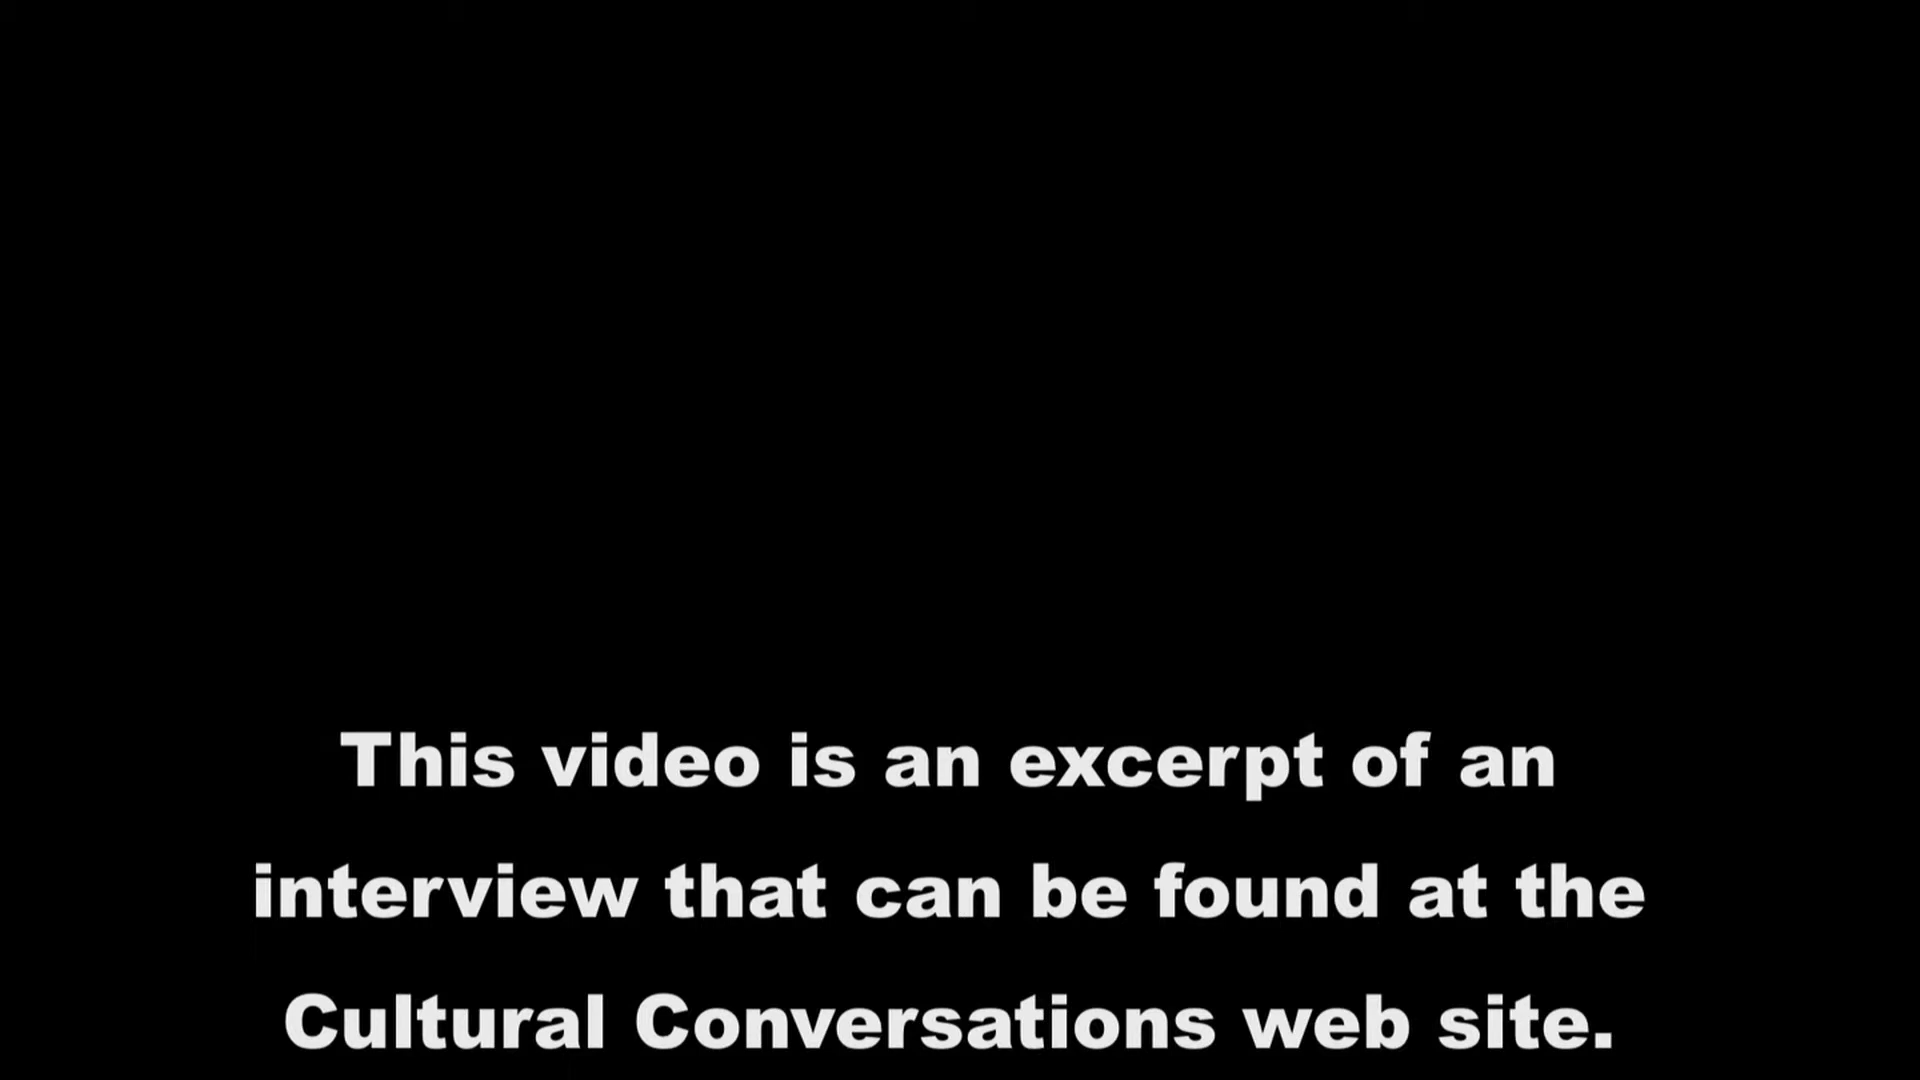 This video is an excerpt of an
interview that can be found at the
Cultural Conversations web site.